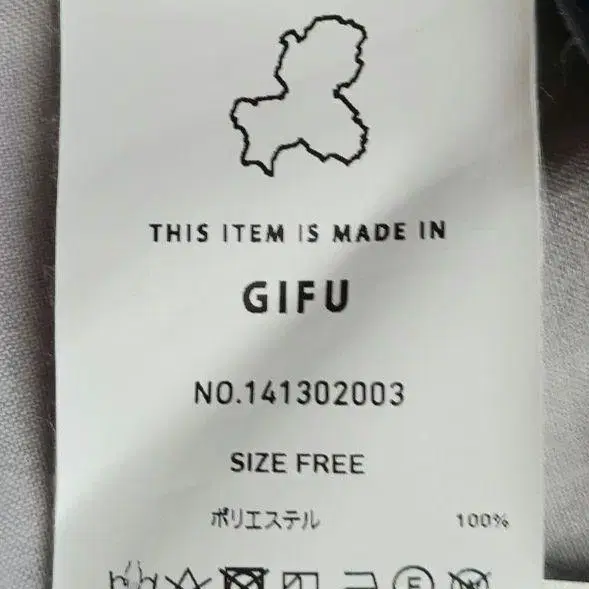 THIS ITEM IS MADE IN
GIFU
NO.141302003
SIZE FREE
ポリエステル 100%